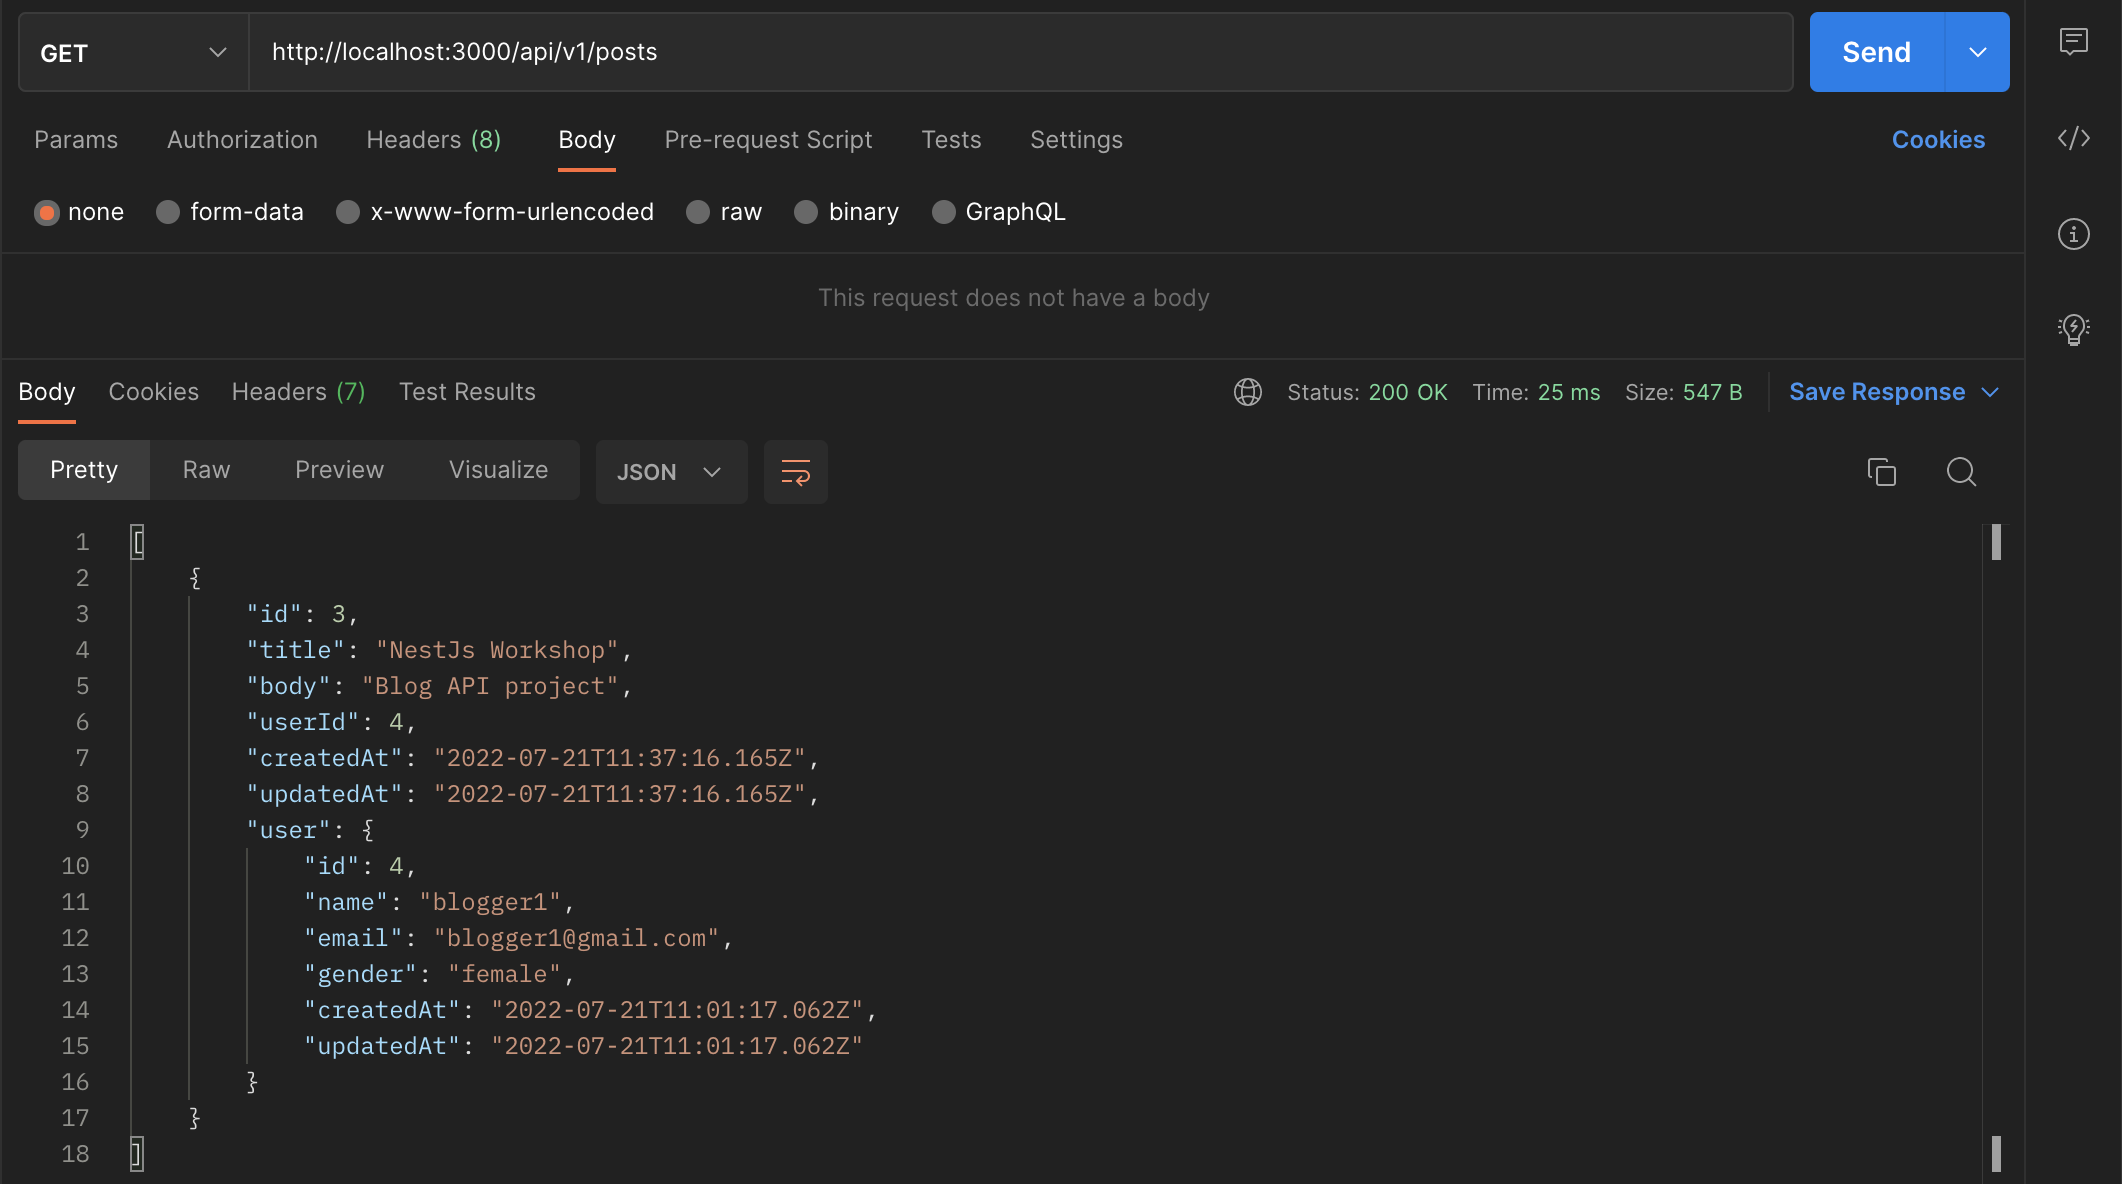 GET http://localhost:3000/api/v1/posts Send
Params Authorization Headers (8) Body Pre-request Script Tests Settings Cookies
none form-data x-www-form-urlencoded raw binary GraphQL
This request does not have a body
Body Cookies Headers (7) Test Results Status: 200 OK Time: 25 ms Size: 547 B Save Response
Pretty Raw Preview Visualize JSON
1 [
2 {
3 "id": 3,
4 "title": "NestJs Workshop",
5 "body": "Blog API project",
6 "userId": 4,
7 "createdAt": "2022-07-21T11:37:16.165Z",
8 "updatedAt": "2022-07-21T11:37:16.165Z",
9 "user": {
10 "id": 4,
11 "name": "blogger1",
12 "email": "blogger1@gmail.com",
13 "gender": "female",
14 "createdAt": "2022-07-21T11:01:17.062Z",
15 "updatedAt": "2022-07-21T11:01:17.062Z"
16 }
17 }
18 ]